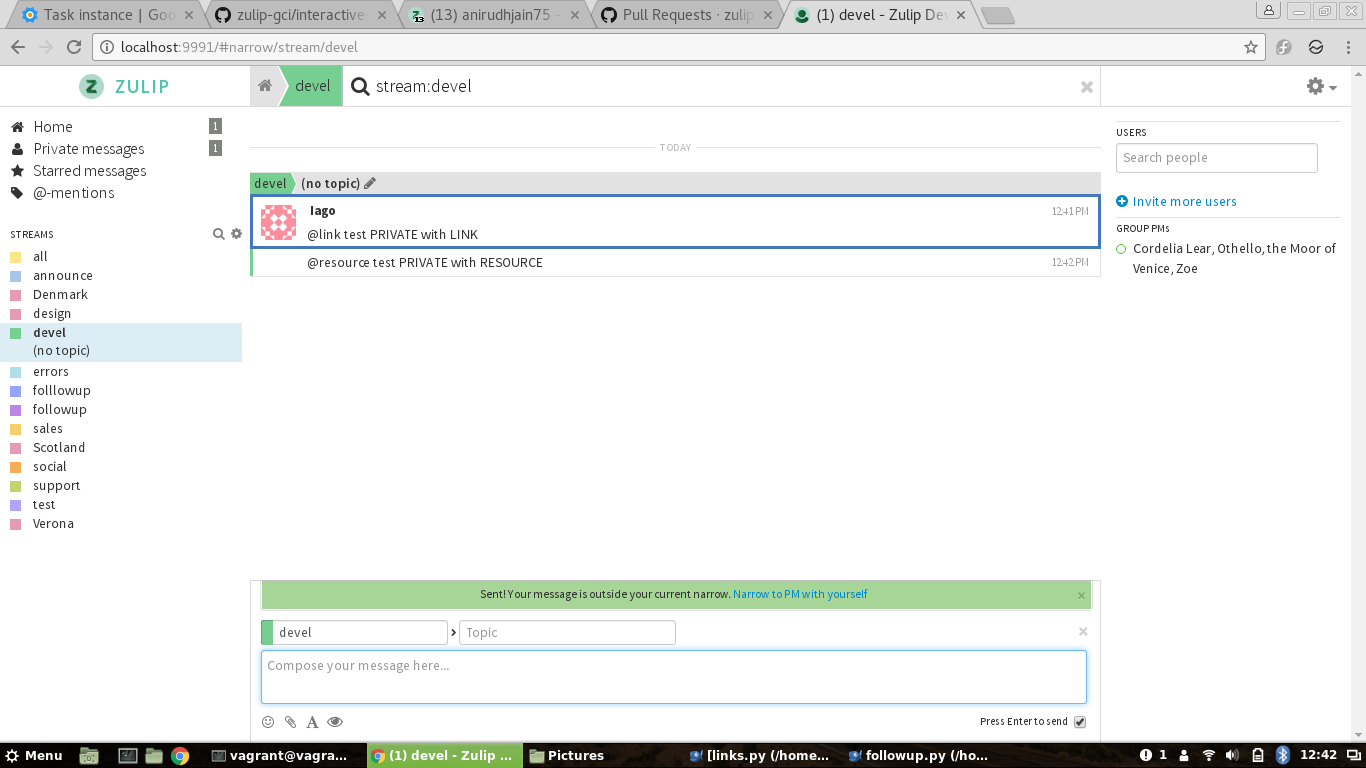 Task instance | Goo
zulip-gci/interactive-
(13) anirudhjain75 -
13
Pull Requests · zulip
(1) devel - Zulip Dev
localhost:9991/#narrow/stream/devel
ZULIP
devel
stream:devel
Home 1
Private messages 1
Starred messages
@-mentions
STREAMS
all
announce
Denmark
design
devel
(no topic)
errors
folllowup
followup
sales
Scotland
social
support
test
Verona
TODAY
devel (no topic)
Iago 12:41 PM
@link test PRIVATE with LINK
@resource test PRIVATE with RESOURCE 12:42 PM
Sent! Your message is outside your current narrow. Narrow to PM with yourself
devel Topic
Compose your message here...
Press Enter to send
USERS
Search people
Invite more users
GROUP PMs
Cordelia Lear, Othello, the Moor of
Venice, Zoe
Menu
vagrant@vagra...
(1) devel - Zulip ...
Pictures
[links.py (/home...
followup.py (/ho...
1
12:42